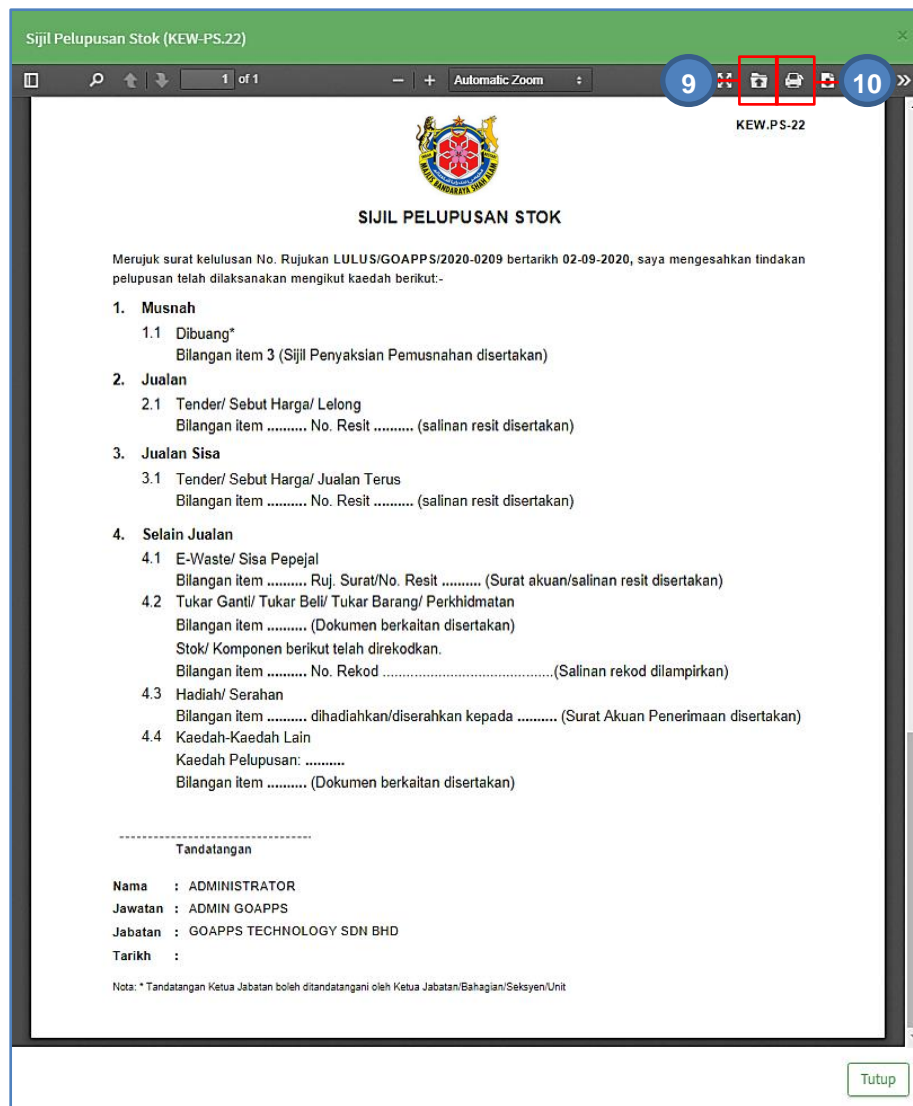 Sijil Pelupusan Stok (KEW-PS.22) ×
1 of 1 − + Automatic Zoom 9 10 »
KEW.PS-22
MAJLIS BANDARAYA SHAH ALAM
SIJIL PELUPUSAN STOK
Merujuk surat kelulusan No. Rujukan LULUS/GOAPPS/2020-0209 bertarikh 02-09-2020, saya mengesahkan tindakan
pelupusan telah dilaksanakan mengikut kaedah berikut:-
1. Musnah
1.1 Dibuang*
Bilangan item 3 (Sijil Penyaksian Pemusnahan disertakan)
2. Jualan
2.1 Tender/ Sebut Harga/ Lelong
Bilangan item .......... No. Resit .......... (salinan resit disertakan)
3. Jualan Sisa
3.1 Tender/ Sebut Harga/ Jualan Terus
Bilangan item .......... No. Resit .......... (salinan resit disertakan)
4. Selain Jualan
4.1 E-Waste/ Sisa Pepejal
Bilangan item .......... Ruj. Surat/No. Resit .......... (Surat akuan/salinan resit disertakan)
4.2 Tukar Ganti/ Tukar Beli/ Tukar Barang/ Perkhidmatan
Bilangan item .......... (Dokumen berkaitan disertakan)
Stok/ Komponen berikut telah direkodkan.
Bilangan item .......... No. Rekod ...........................................(Salinan rekod dilampirkan)
4.3 Hadiah/ Serahan
Bilangan item .......... dihadiahkan/diserahkan kepada .......... (Surat Akuan Penerimaan disertakan)
4.4 Kaedah-Kaedah Lain
Kaedah Pelupusan: ..........
Bilangan item .......... (Dokumen berkaitan disertakan)
-----------------------------------
Tandatangan
Nama : ADMINISTRATOR
Jawatan : ADMIN GOAPPS
Jabatan : GOAPPS TECHNOLOGY SDN BHD
Tarikh :
Nota: * Tandatangan Ketua Jabatan boleh ditandatangani oleh Ketua Jabatan/Bahagian/Seksyen/Unit
Tutup